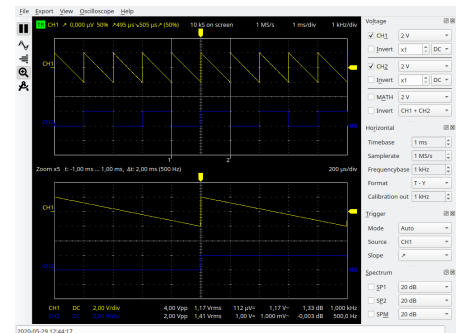 File Export View Oscilloscope Help
TR CH1 ↗ 0,000 µV 50% ↗495 µs↘505 µs↗ (50%) 10 kS on screen 1 MS/s 1 ms/div 1 kHz/div
CH1
1 2
Zoom x5 t: -1,00 ms ... 1,00 ms, Δt: 2,00 ms (500 Hz) 200 µs/div
CH1
CH1 DC 2,00 V/div 4,00 Vpp 1,17 Vrms 112 µV= 1,17 V~ 1,33 dB 1,000 kHz
2,00 Vpp 1,41 Vrms 1,00 V= 1.000 mV~ -0,003 dB 500,0 Hz
Voltage
CH1 2 V
Invert x1 DC
CH2 2 V
Invert x1 DC
MATH 2 V
Invert CH1 + CH2
Horizontal
Timebase 1 ms
Samplerate 1 MS/s
Frequencybase 1 kHz
Format T - Y
Calibration out 1 kHz
Trigger
Mode Auto
Source CH1
Slope ↗
Spectrum
SP1 20 dB
SP2 20 dB
SPM 20 dB
2020-05-29 12:44:17